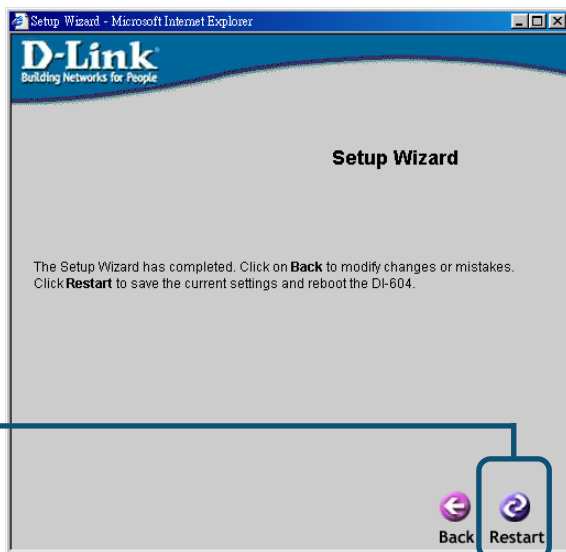 Setup Wizard - Microsoft Internet Explorer
D-Link
Building Networks for People
Setup Wizard
The Setup Wizard has completed. Click on Back to modify changes or mistakes.
Click Restart to save the current settings and reboot the DI-604.
Back Restart